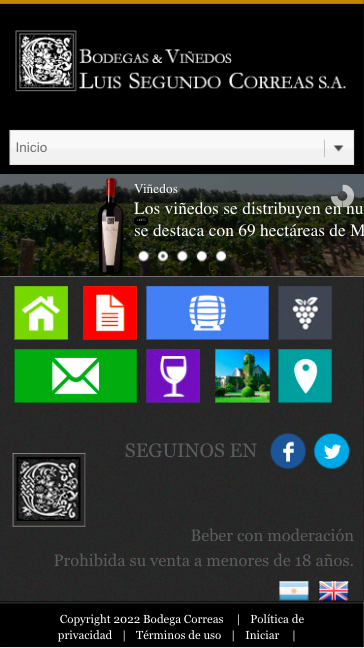 BODEGAS & VIÑEDOS
LUIS SEGUNDO CORREAS S.A.
Inicio
Viñedos
Los viñedos se distribuyen en hu
se destaca con 69 hectáreas de M
SEGUINOS EN
Beber con moderación
Prohibida su venta a menores de 18 años.
Copyright 2022 Bodega Correas | Política de
privacidad | Términos de uso | Iniciar |